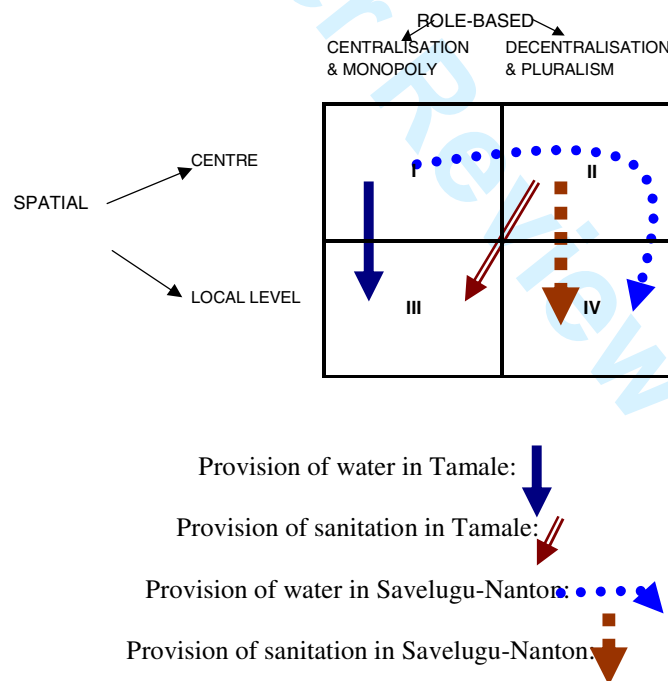 ROLE-BASED
CENTRALISATION & MONOPOLY
DECENTRALISATION & PLURALISM
CENTRE
I
II
SPATIAL
LOCAL LEVEL
III
IV
Provision of water in Tamale:
Provision of sanitation in Tamale:
Provision of water in Savelugu-Nanton:
Provision of sanitation in Savelugu-Nanton:
r Review